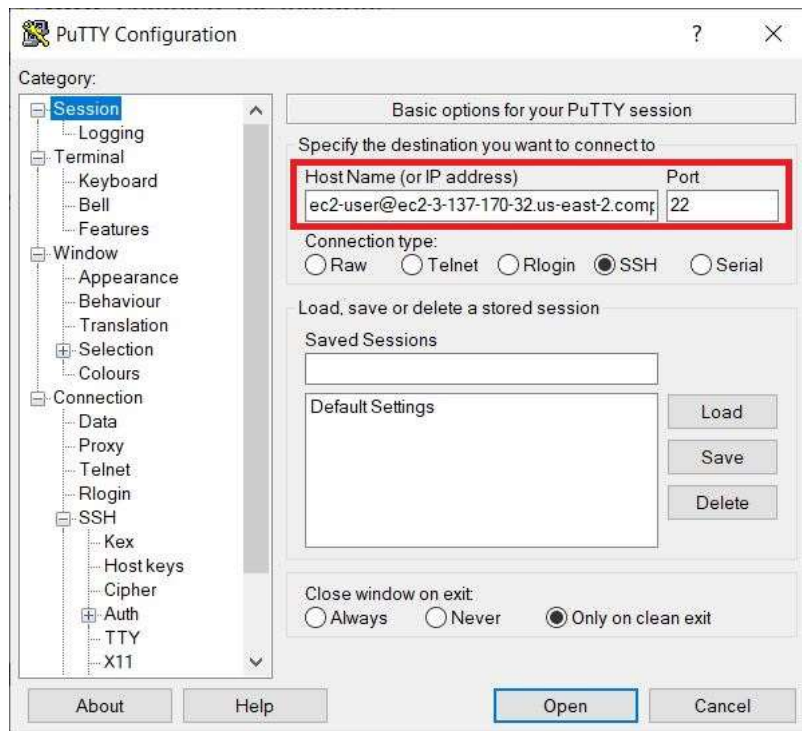 PuTTY Configuration ? X
Category:
Session
Logging
Terminal
Keyboard
Bell
Features
Window
Appearance
Behaviour
Translation
Selection
Colours
Connection
Data
Proxy
Telnet
Rlogin
SSH
Kex
Host keys
Cipher
Auth
TTY
X11
Basic options for your PuTTY session
Specify the destination you want to connect to
Host Name (or IP address) Port
ec2-user@ec2-3-137-170-32.us-east-2.comp 22
Connection type:
Raw Telnet Rlogin SSH Serial
Load, save or delete a stored session
Saved Sessions
Default Settings
Load
Save
Delete
Close window on exit:
Always Never Only on clean exit
About Help Open Cancel